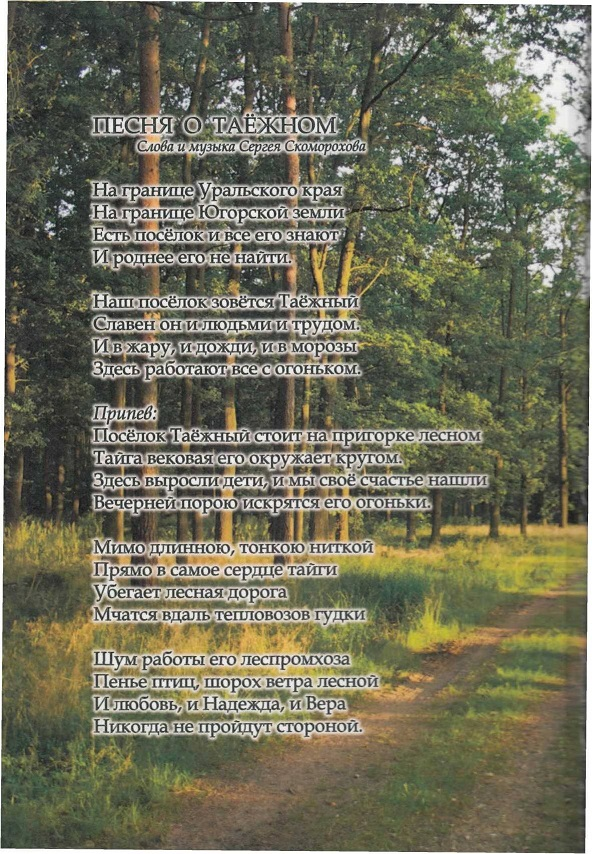 ПЕСНЯ О ТАЁЖНОМ
Слова и музыка Сергея Скоморохова
На границе Уральского края
На границе Югорской земли
Есть посёлок и все его знают
И роднее его не найти.
Наш посёлок зовётся Таёжный
Славен он и людьми и трудом.
И в жару, и дожди, и в морозы
Здесь работают все с огоньком.
Припев:
Посёлок Таёжный стоит на пригорке лесном
Тайга вековая его окружает кругом.
Здесь выросли дети, и мы своё счастье нашли
Вечерней порою искрятся его огоньки.
Мимо длинною, тонкою ниткой
Прямо в самое сердце тайги
Убегает лесная дорога
Мчатся вдаль тепловозов гудки
Шум работы его леспромхоза
Пенье птиц, шорох ветра лесной
И любовь, и Надежда, и Вера
Никогда не пройдут стороной.